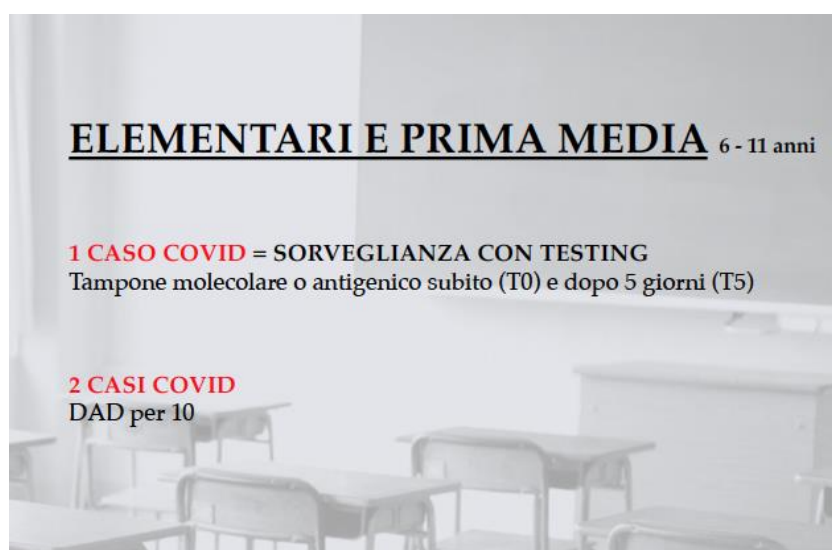 ELEMENTARI E PRIMA MEDIA 6 - 11 anni
1 CASO COVID = SORVEGLIANZA CON TESTING
Tampone molecolare o antigenico subito (T0) e dopo 5 giorni (T5)
2 CASI COVID
DAD per 10